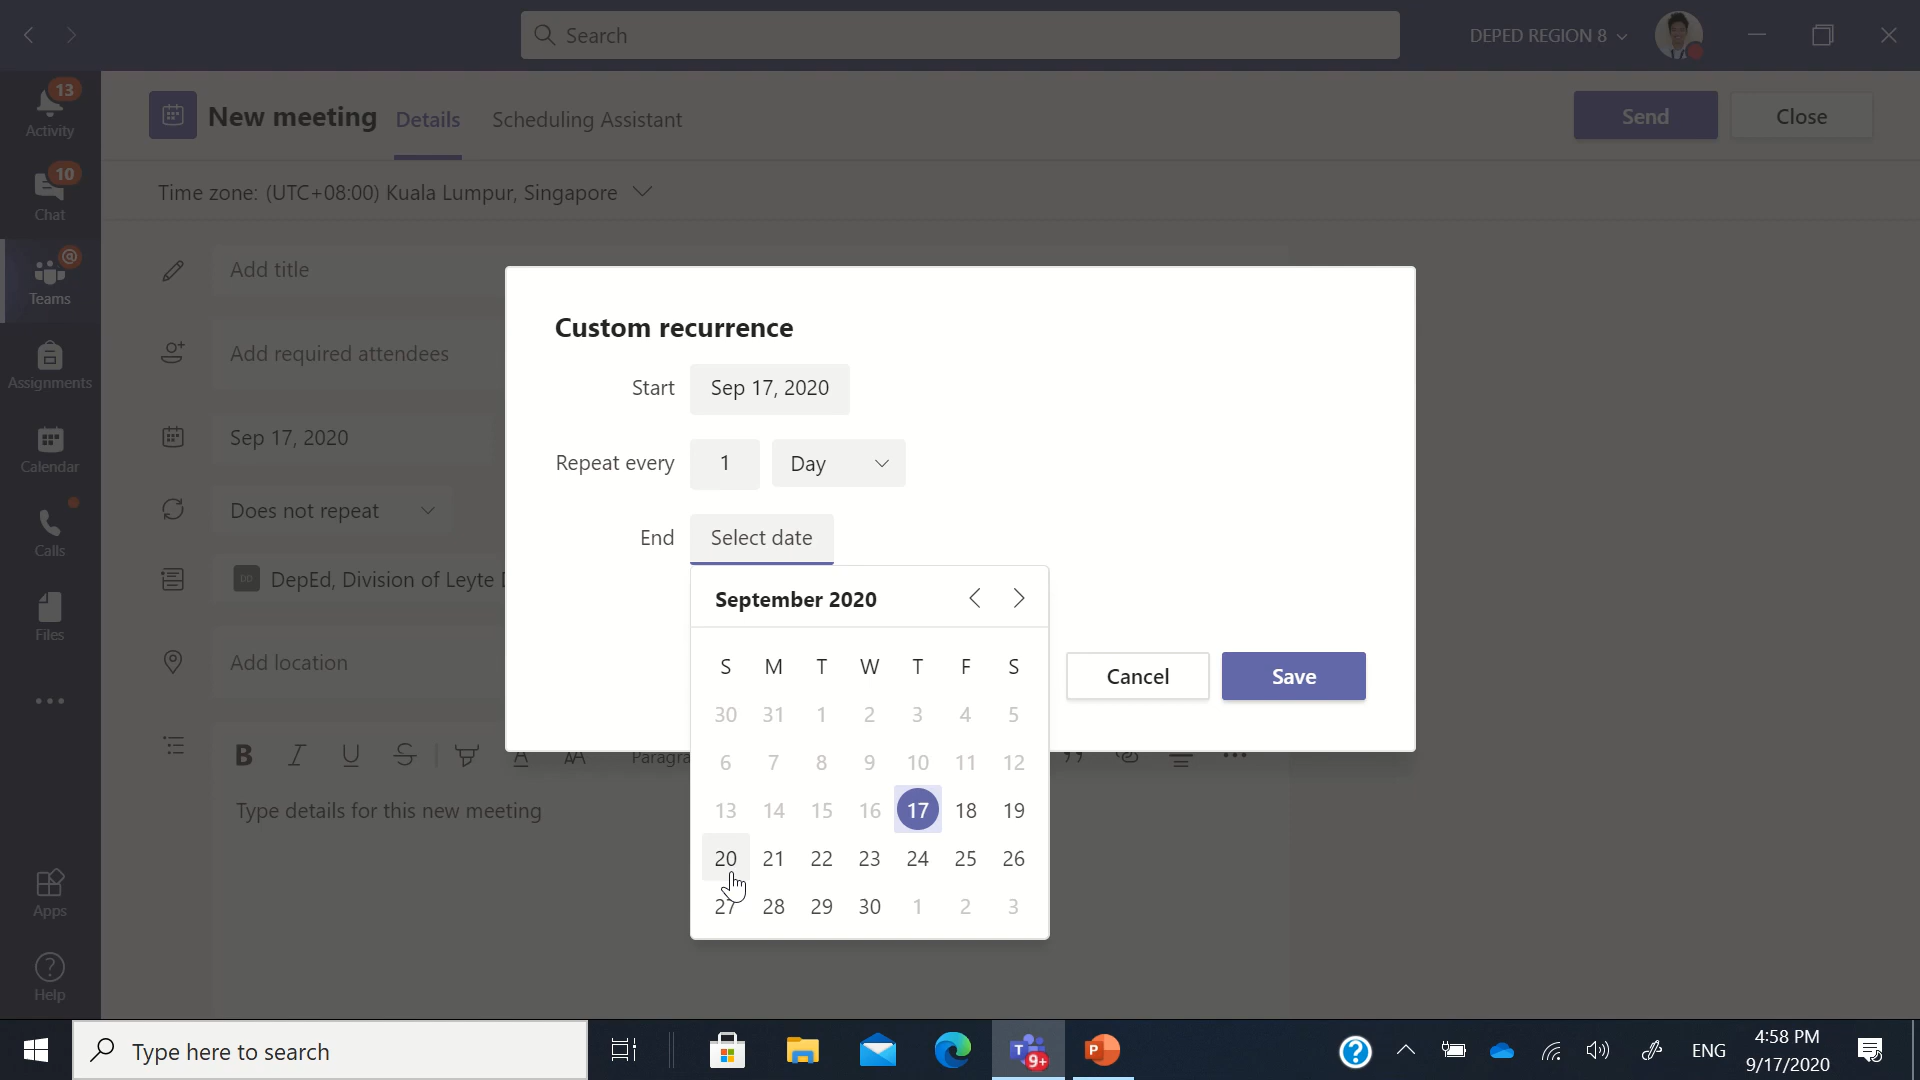 Search
DEPED REGION 8
13
Activity
10
Chat
@
Teams
Assignments
Calendar
Calls
Files
Apps
Help
New meeting
Details
Scheduling Assistant
Send
Close
Time zone: (UTC+08:00) Kuala Lumpur, Singapore
Add title
Add required attendees
Sep 17, 2020
Does not repeat
DD
DepEd, Division of Leyte
Add location
B I U S A AA
Type details for this new meeting
Custom recurrence
Start Sep 17, 2020
Repeat every 1 Day
End Select date
September 2020
S M T W T F S
30 31 1 2 3 4 5
6 7 8 9 10 11 12
13 14 15 16 17 18 19
20 21 22 23 24 25 26
27 28 29 30 1 2 3
Cancel
Save
Type here to search
T
9+
P
?
ENG
4:58 PM
9/17/2020